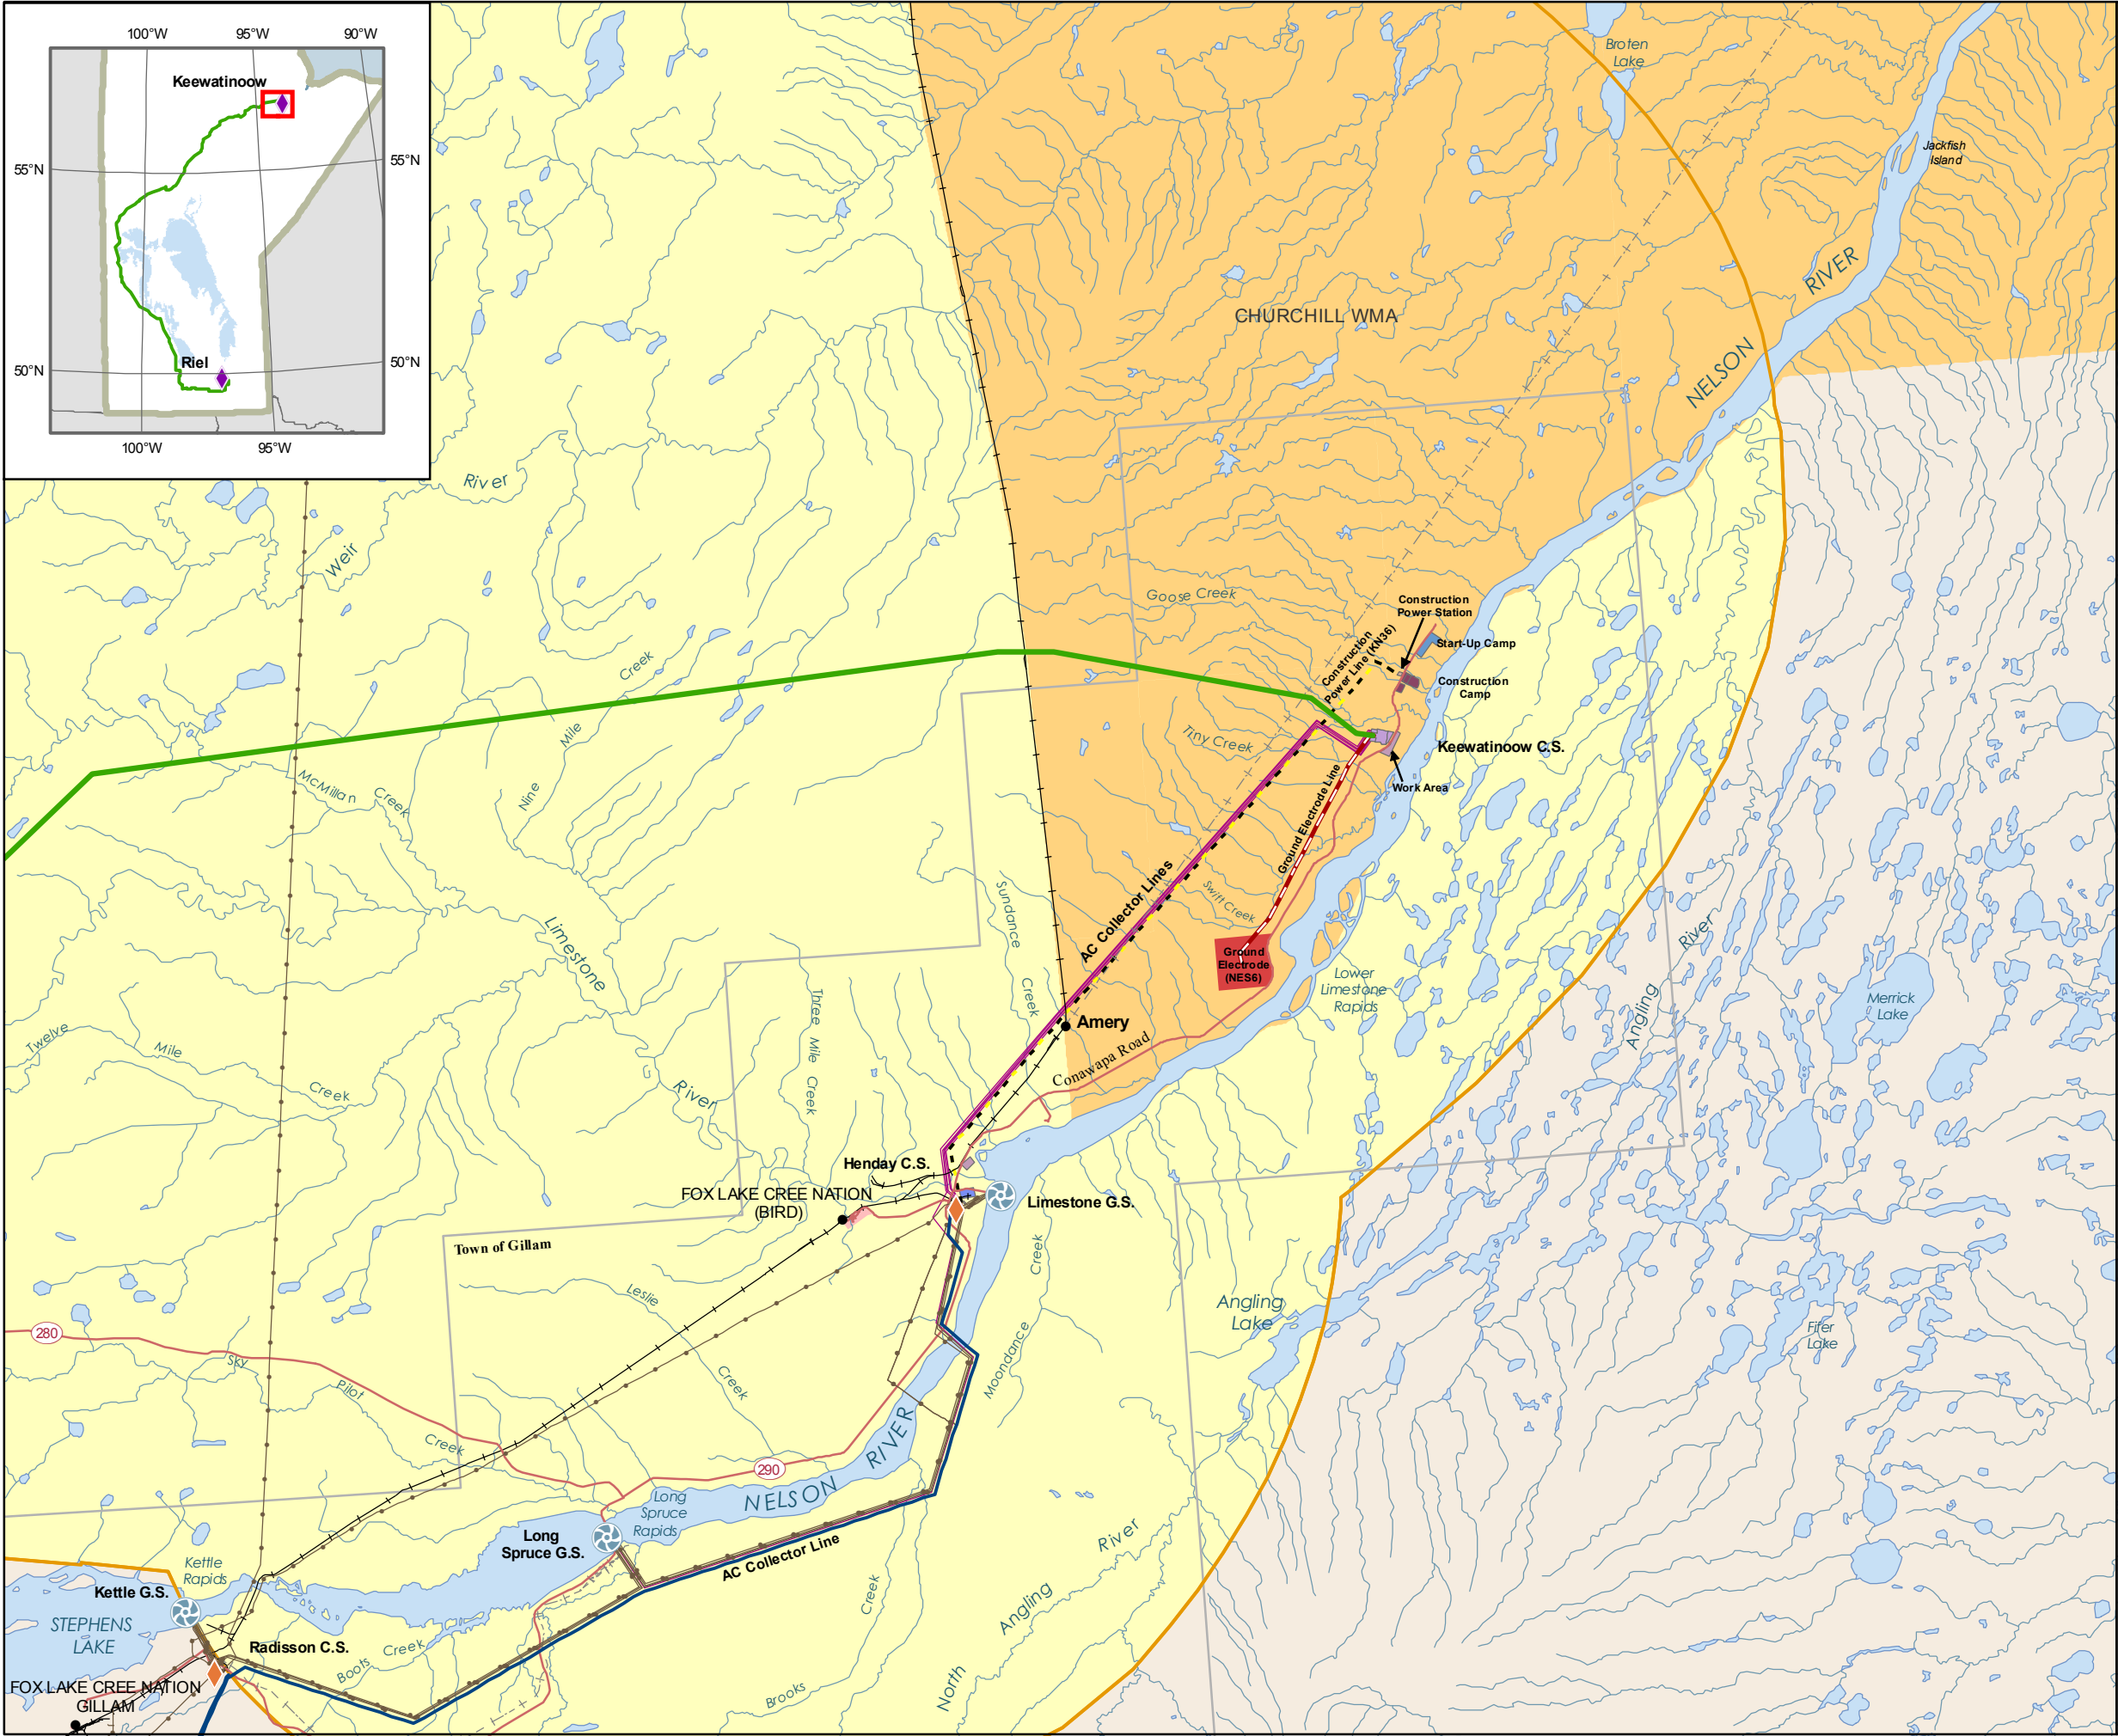 100°W
95°W
90°W
Keewatinoow
55°N
55°N
Riel
50°N
50°N
100°W
95°W
Broten
Lake
Jackfish
Island
RIVER
NELSON
CHURCHILL WMA
River
Weir
Goose Creek
Construction
Power Station
Start-Up Camp
Construction
Power Line (KN36)
Construction
Camp
Creek
Mile
Nine
Tiny Creek
Keewatinoow C.S.
Work Area
McMillan
Creek
Ground Electrode Line
AC Collector Lines
Swift Creek
Sundance
Creek
Limestone
River
Ground
Electrode
(NES6)
Lower
Limestone
Rapids
River
Angling
Merrick
Lake
Amery
Conawapa Road
Twelve
Mile
Creek
Three Mile Creek
Henday C.S.
FOX LAKE CREE NATION
(BIRD)
Limestone G.S.
Town of Gillam
Leslie
Creek
Creek
Moondance
Angling
Lake
Fifer
Lake
280
Sky
Pilot
Creek
290
NELSON
RIVER
Long
Spruce
Rapids
Long
Spruce G.S.
AC Collector Line
Kettle
Rapids
Kettle G.S.
STEPHENS
LAKE
Radisson C.S.
Boots
Creek
Brooks
Creek
North
Angling
River
FOX LAKE CREE NATION
GILLAM